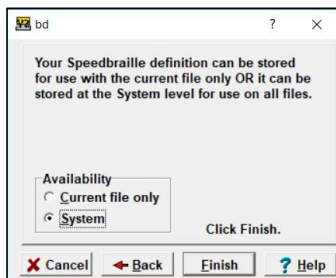 bd
Your Speedbraille definition can be stored
for use with the current file only OR it can be
stored at the System level for use on all files.
Availability
Current file only
System
Click Finish.
Cancel Back Finish ? Help